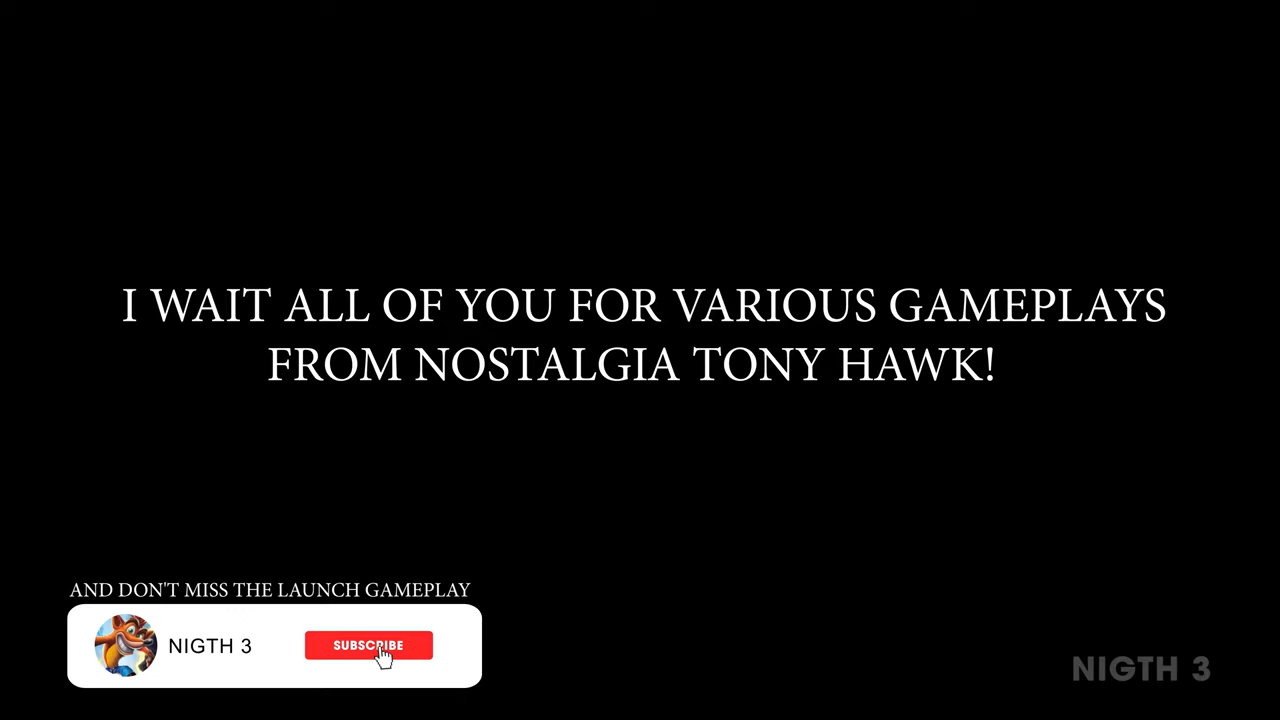 I WAIT ALL OF YOU FOR VARIOUS GAMEPLAYS
FROM NOSTALGIA TONY HAWK!
AND DON'T MISS THE LAUNCH GAMEPLAY
NIGTH 3
SUBSCRIBE
NIGTH 3